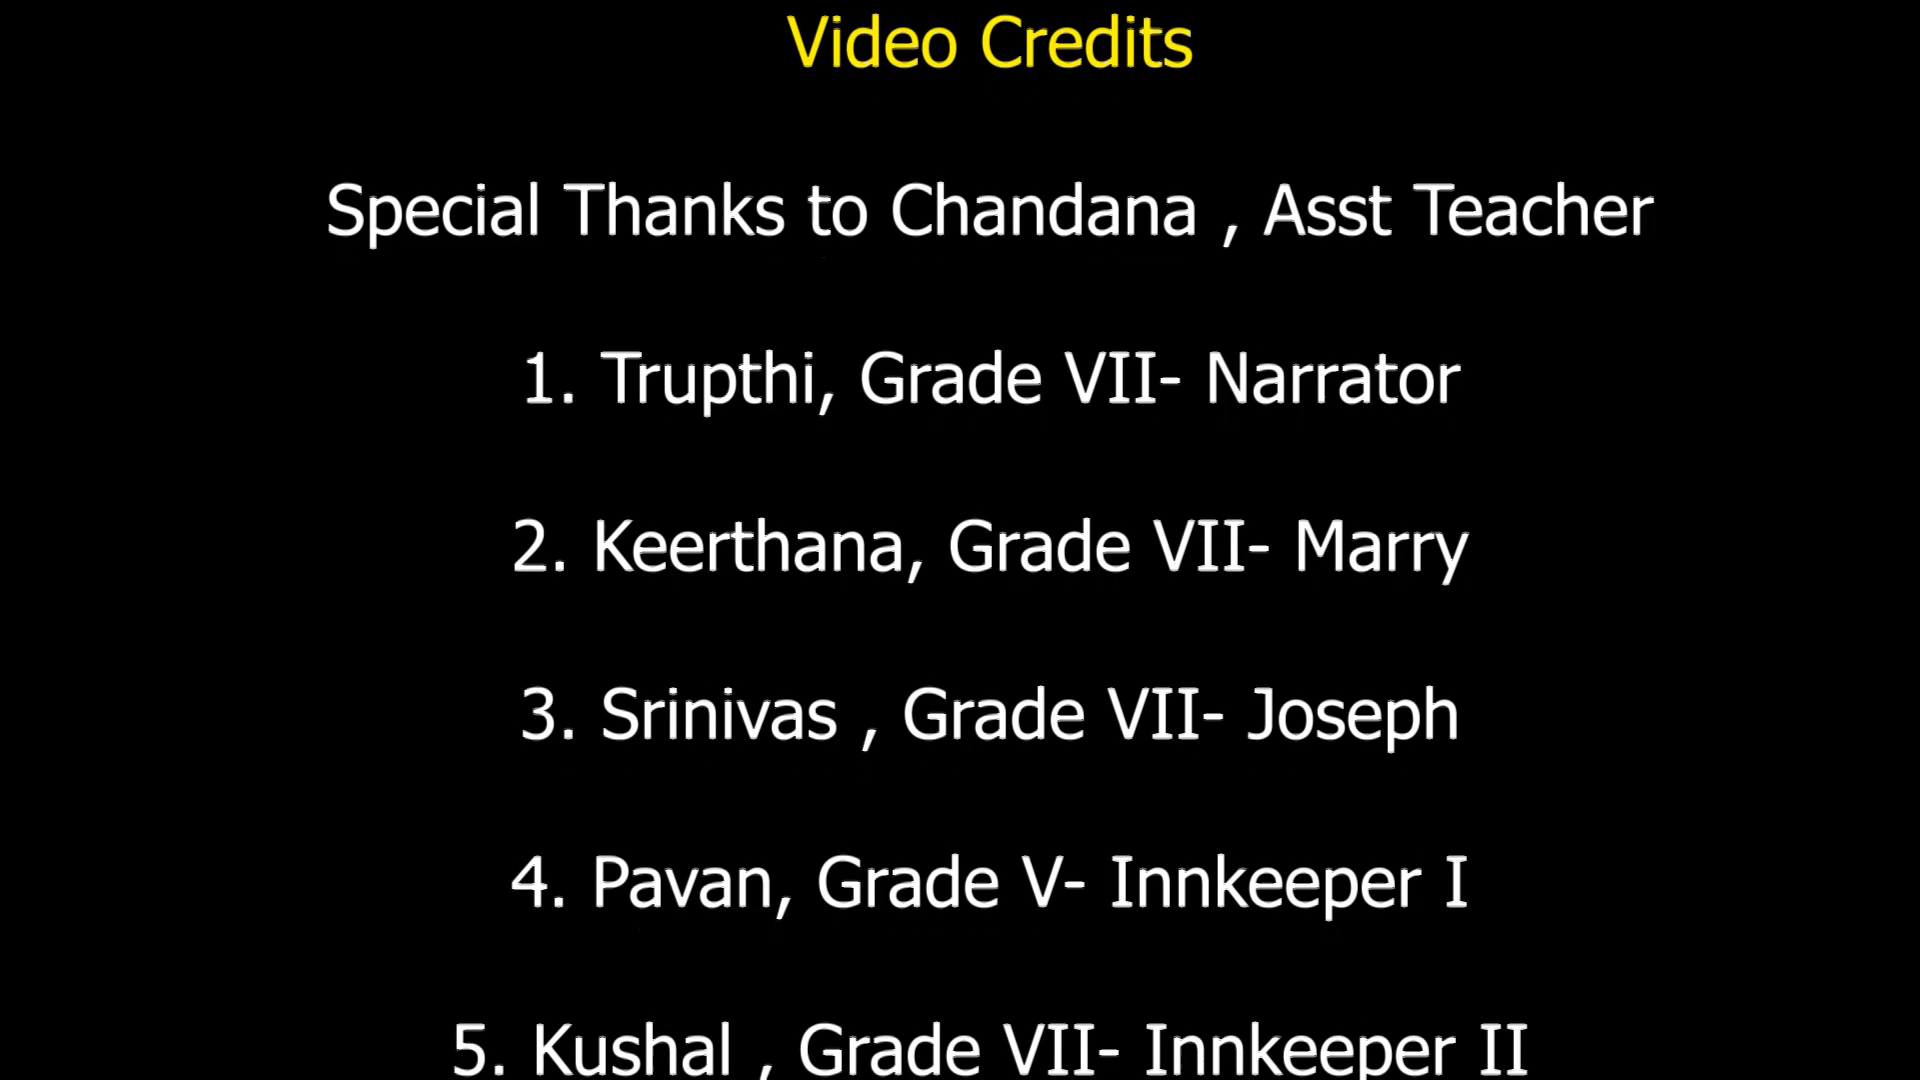 Video Credits
Special Thanks to Chandana , Asst Teacher
1. Trupthi, Grade VII- Narrator
2. Keerthana, Grade VII- Marry
3. Srinivas , Grade VII- Joseph
4. Pavan, Grade V- Innkeeper I
5. Kushal , Grade VII- Innkeeper II